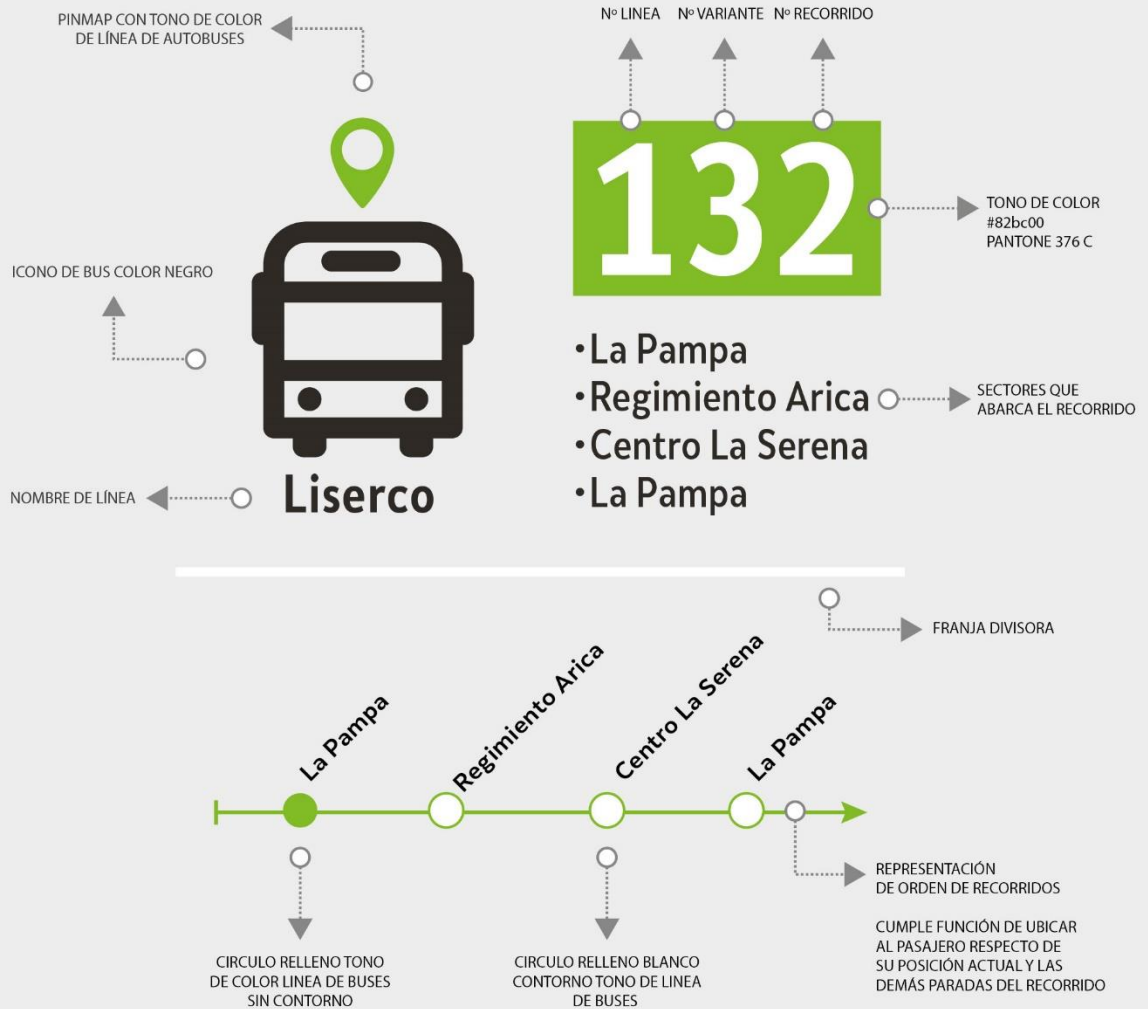 PINMAP CON TONO DE COLOR
DE LÍNEA DE AUTOBUSES
Nº LINEA
Nº VARIANTE
Nº RECORRIDO
132
TONO DE COLOR
#82bc00
PANTONE 376 C
ICONO DE BUS COLOR NEGRO
•La Pampa
•Regimiento Arica
•Centro La Serena
•La Pampa
SECTORES QUE
ABARCA EL RECORRIDO
NOMBRE DE LÍNEA
Liserco
FRANJA DIVISORA
La Pampa
Regimiento Arica
Centro La Serena
La Pampa
CIRCULO RELLENO TONO
DE COLOR LINEA DE BUSES
SIN CONTORNO
CIRCULO RELLENO BLANCO
CONTORNO TONO DE LINEA
DE BUSES
REPRESENTACIÓN
DE ORDEN DE RECORRIDOS
CUMPLE FUNCIÓN DE UBICAR
AL PASAJERO RESPECTO DE
SU POSICIÓN ACTUAL Y LAS
DEMÁS PARADAS DEL RECORRIDO